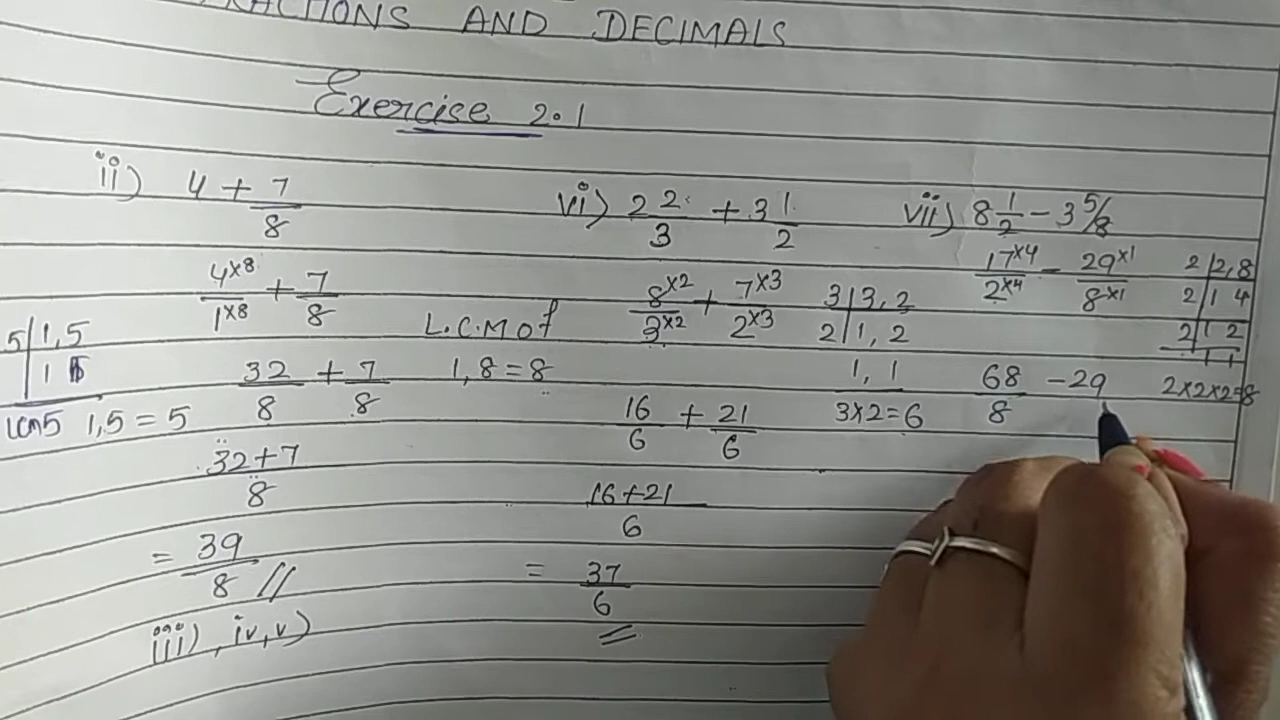 FRACTIONS AND DECIMALS
Exercise 2.1
ii) 4 + 7/8
4×8/1×8 + 7/8
32/8 + 7/8
32+7/8
= 39/8 //
iii), iv, v)
5 | 1, 5
1
LCM 1,5 = 5
L.C.M of
1, 8 = 8
vi) 2 2/3 + 3 1/2
8×2/3×2 + 7×3/2×3
16/6 + 21/6
16+21/6
= 37/6
3 | 3, 2
2 | 1, 2
1, 1
3×2=6
vii) 8 1/2 − 3 5/8
17×4/2×4 − 29×1/8×1
68/8 − 29
2 | 2, 8
2 | 1 4
2 | 1 2
1 1
2×2×2=8